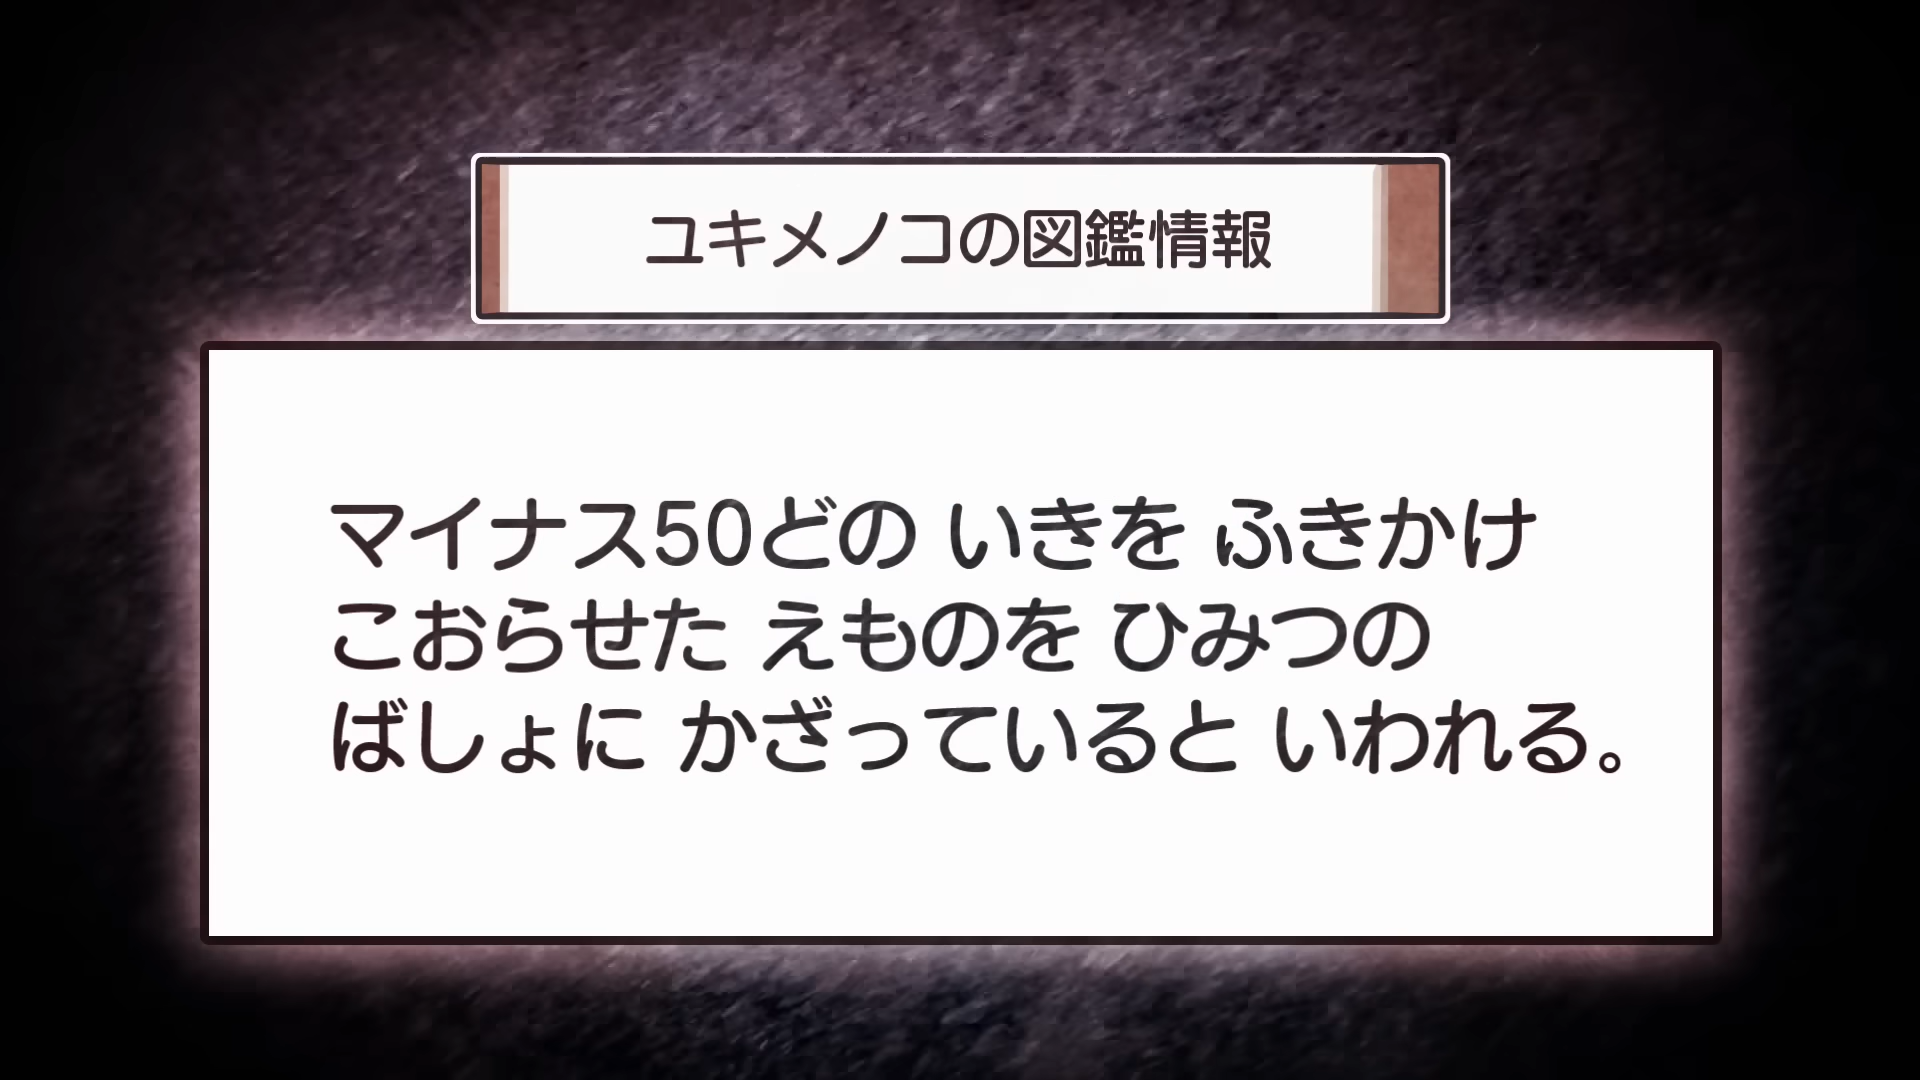 ユキメノコの図鑑情報
マイナス50どの いきを ふきかけ
こおらせた えものを ひみつの
ばしょに かざっていると いわれる。